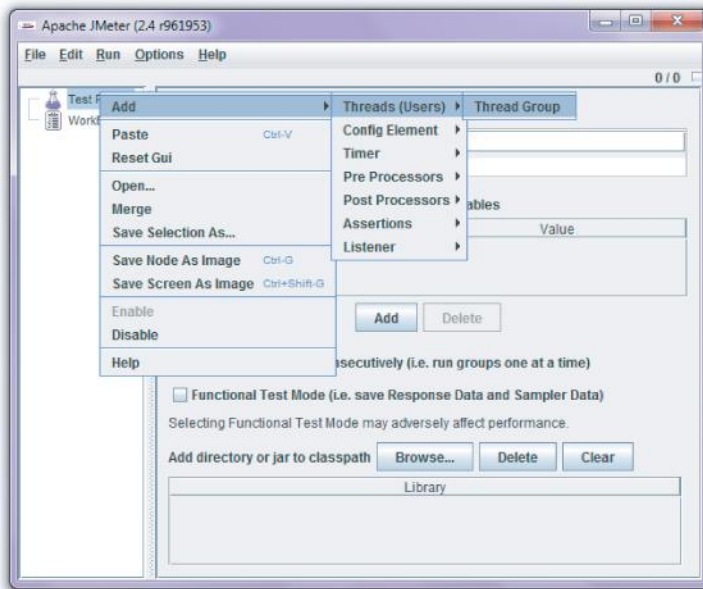 Apache JMeter (2.4 r961953)
File Edit Run Options Help
0 / 0
Test
Add
Threads (Users)
Thread Group
Paste Ctrl-V
Reset Gui
Open...
Merge
Save Selection As...
Save Node As Image Ctrl-G
Save Screen As Image Ctrl+Shift-G
Enable
Disable
Help
Config Element
Timer
Pre Processors
Post Processors
Assertions
Listener
ables
Value
Add Delete
nsecutively (i.e. run groups one at a time)
Functional Test Mode (i.e. save Response Data and Sampler Data)
Selecting Functional Test Mode may adversely affect performance.
Add directory or jar to classpath Browse... Delete Clear
Library